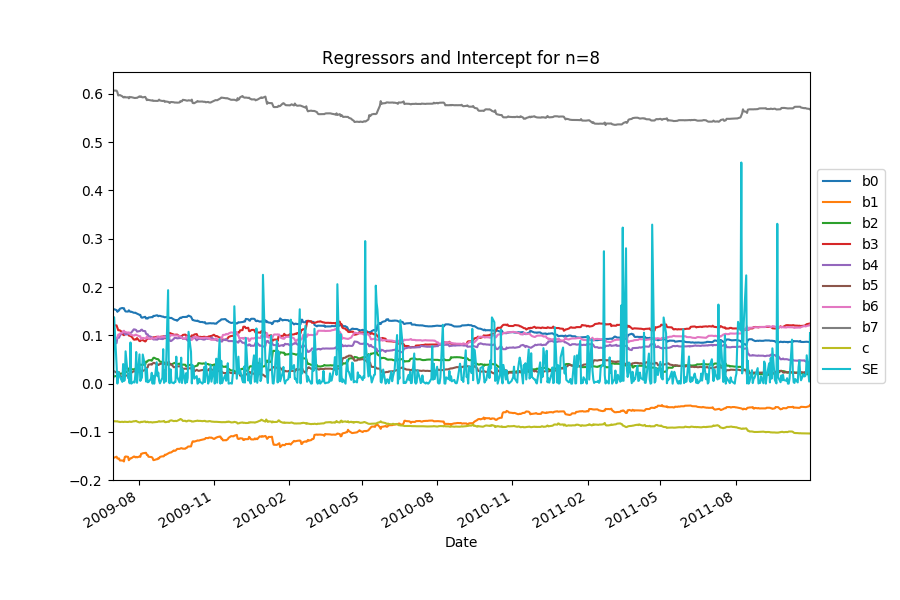 Regressors and Intercept for n=8
0.6
0.5
0.4
0.3
0.2
0.1
0.0
−0.1
−0.2
2009-08
2009-11
2010-02
2010-05
2010-08
2010-11
2011-02
2011-05
2011-08
Date
b0
b1
b2
b3
b4
b5
b6
b7
c
SE